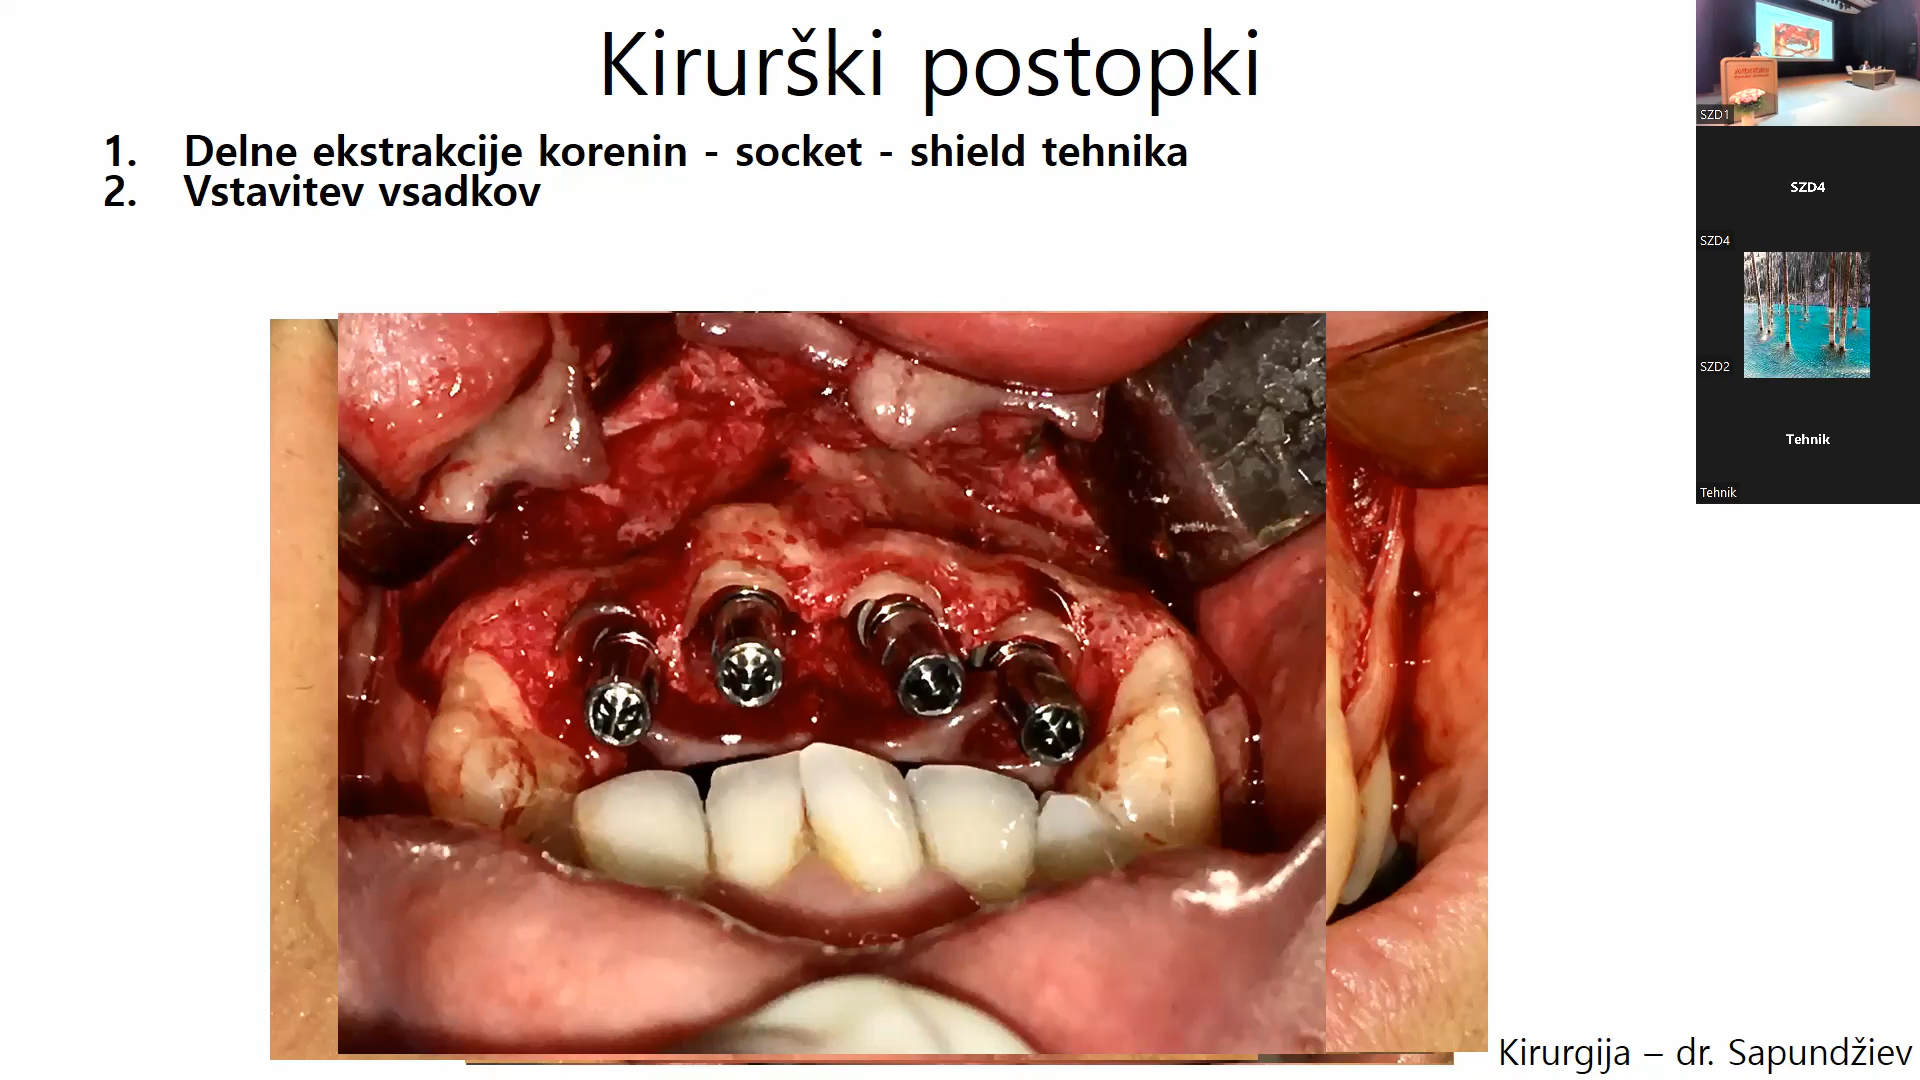 Kirurški postopki
1. Delne ekstrakcije korenin - socket - shield tehnika
2. Vstavitev vsadkov
Kirurgija – dr. Sapundžiev
SZD1
SZD4
SZD4
SZD2
Tehnik
Tehnik